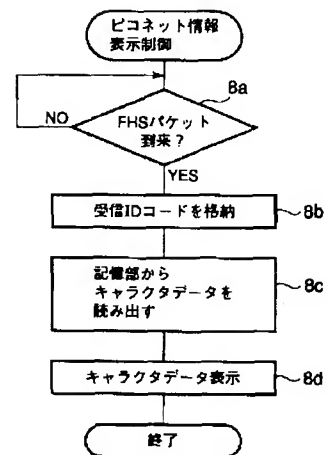 ピコネット情報
表示制御
8a
NO
FHSパケット
到来?
YES
受信IDコードを格納
8b
記憶部から
キャラクタデータを
読み出す
8c
キャラクタデータ表示
8d
終了